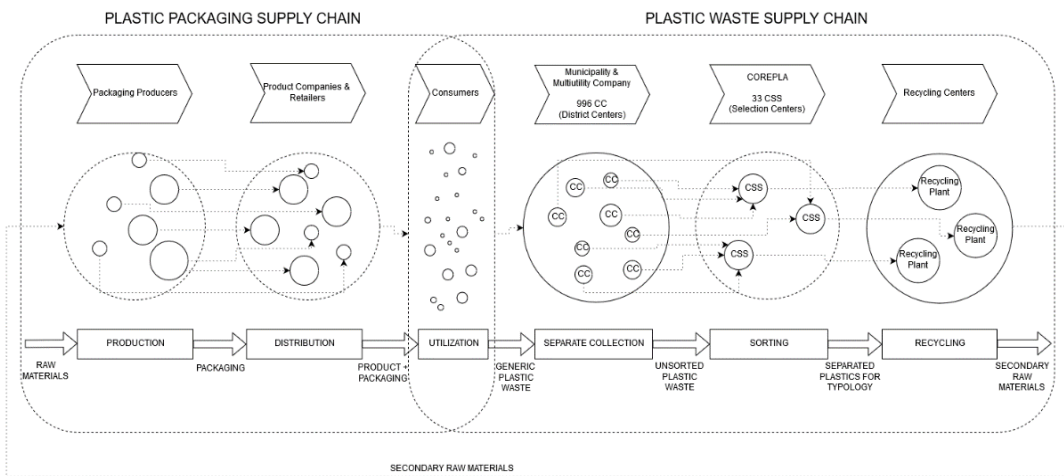 PLASTIC PACKAGING SUPPLY CHAIN
PLASTIC WASTE SUPPLY CHAIN
Packaging Producers
Product Companies &
Retailers
Consumers
Municipality &
Multiutility Company
996 CC
(District Centers)
COREPLA
33 CSS
(Selection Centers)
Recycling Centers
CC
CC
CC
CC
CC
CC
CC
CC
CSS
CSS
CSS
Recycling
Plant
Recycling
Plant
Recycling
Plant
RAW
MATERIALS
PRODUCTION
PACKAGING
DISTRIBUTION
PRODUCT +
PACKAGING
UTILIZATION
GENERIC
PLASTIC
WASTE
SEPARATE COLLECTION
UNSORTED
PLASTIC
WASTE
SORTING
SEPARATED
PLASTICS FOR
TYPOLOGY
RECYCLING
SECONDARY
RAW
MATERIALS
SECONDARY RAW MATERIALS